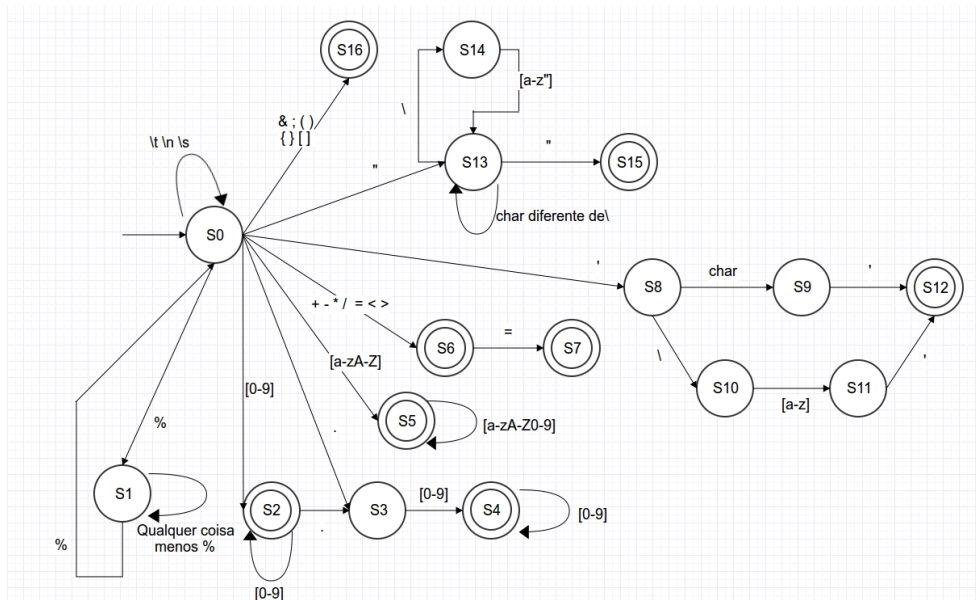 S16
S14
[a-z"]
& ; ( )
{ } [ ]
\
\t \n \s
"
S13
"
S15
char diferente de\
S0
'
S8
char
S9
'
S12
+ - * / = < >
S6
=
S7
\
'
[a-zA-Z]
S10
[a-z]
S11
[0-9]
S5
[a-zA-Z0-9]
%
.
S1
S2
.
S3
[0-9]
S4
[0-9]
Qualquer coisa
menos %
%
[0-9]